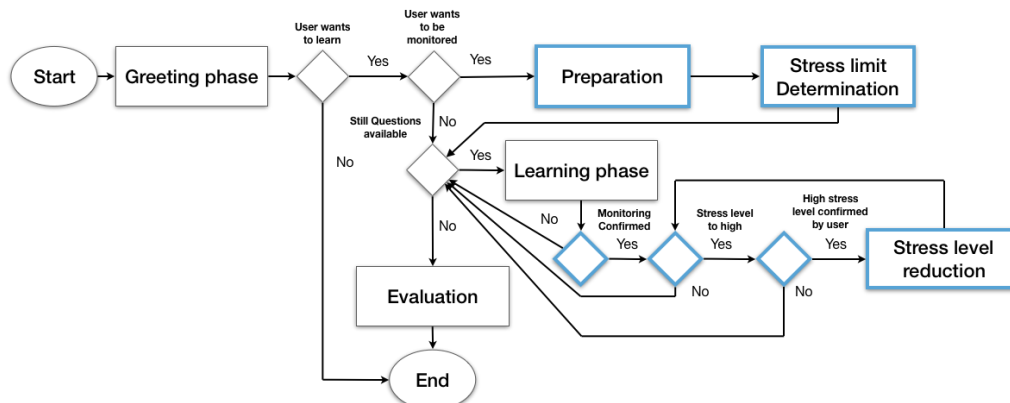 User wants
to learn
User wants
to be
monitored
Start
Greeting phase
Yes
Yes
Preparation
Stress limit
Determination
Still Questions
available
No
No
Yes
Learning phase
No
No
Monitoring
Confirmed
Yes
Stress level
to high
Yes
High stress
level confirmed
by user
Yes
Stress level
reduction
No
No
Evaluation
End